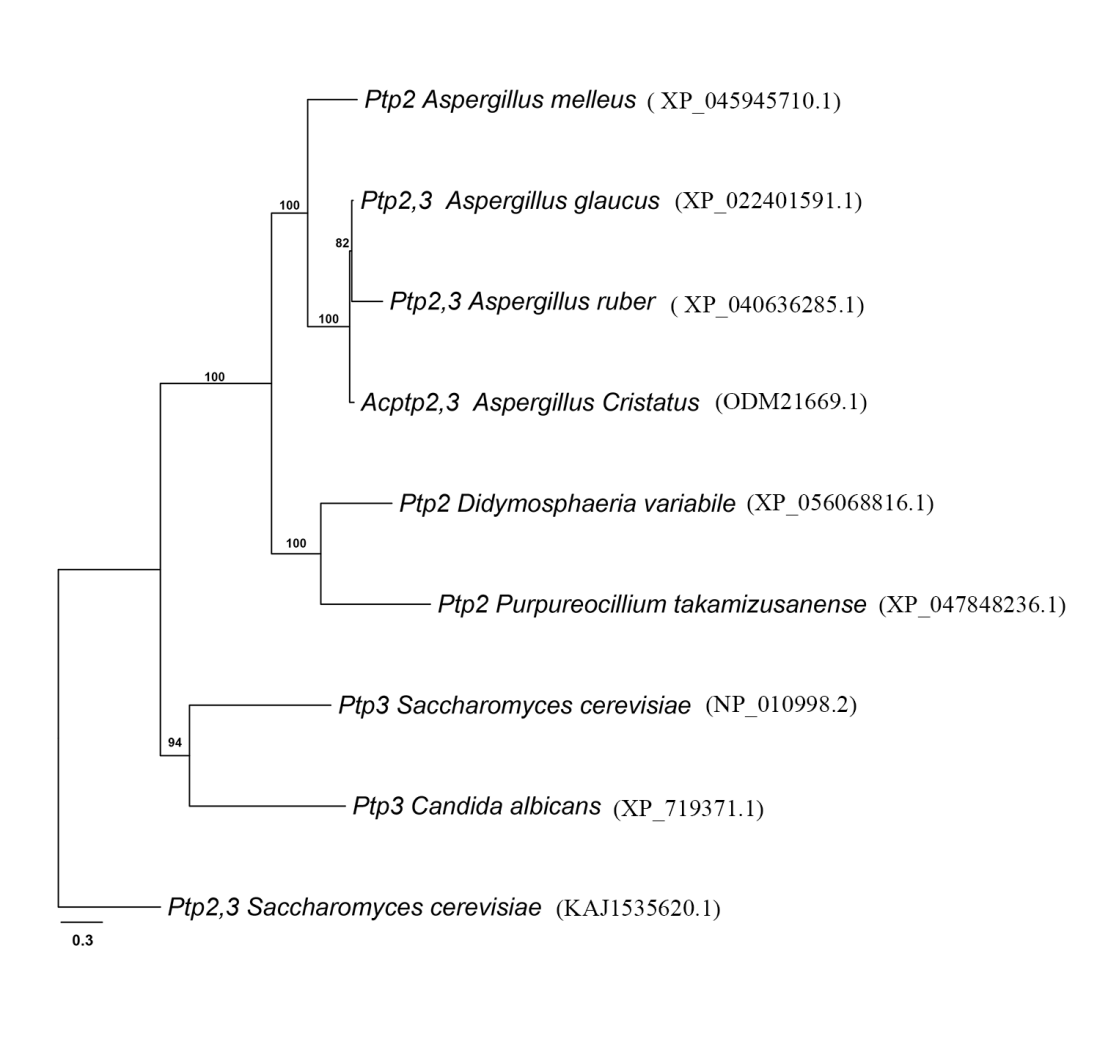 Ptp2 Aspergillus melleus ( XP_045945710.1)
Ptp2,3 Aspergillus glaucus (XP_022401591.1)
100
82
Ptp2,3 Aspergillus ruber ( XP_040636285.1)
100
100
Acptp2,3 Aspergillus Cristatus (ODM21669.1)
Ptp2 Didymosphaeria variabile (XP_056068816.1)
100
Ptp2 Purpureocillium takamizusanense (XP_047848236.1)
Ptp3 Saccharomyces cerevisiae (NP_010998.2)
94
Ptp3 Candida albicans (XP_719371.1)
Ptp2,3 Saccharomyces cerevisiae (KAJ1535620.1)
0.3